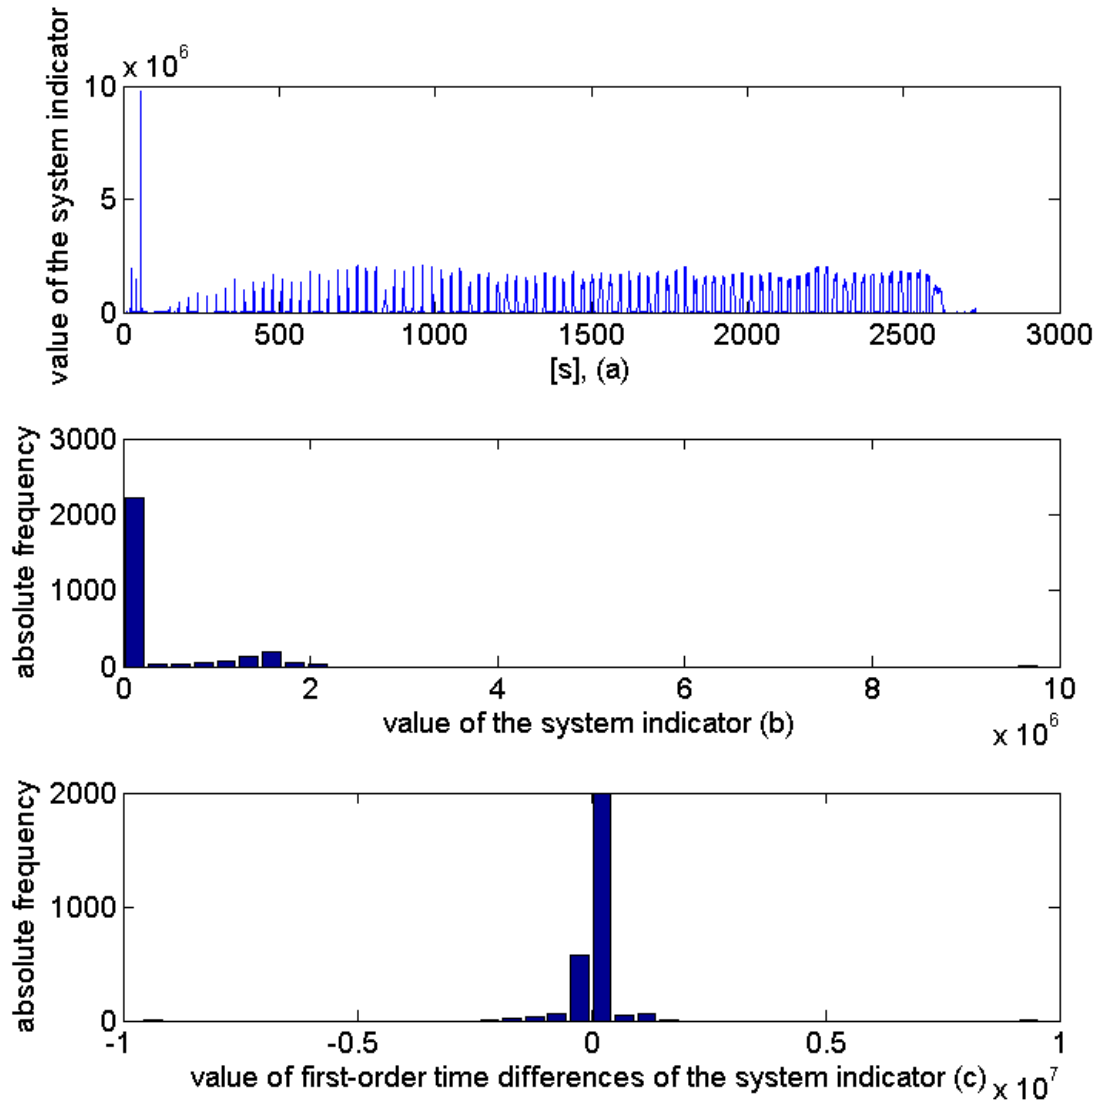 x 10^6
value of the system indicator
10
5
0
0 500 1000 1500 2000 2500 3000
[s], (a)
absolute frequency
3000
2000
1000
0
0 2 4 6 8 10
value of the system indicator (b)
x 10^6
absolute frequency
2000
1000
0
-1 -0.5 0 0.5 1
value of first-order time differences of the system indicator (c)
x 10^7